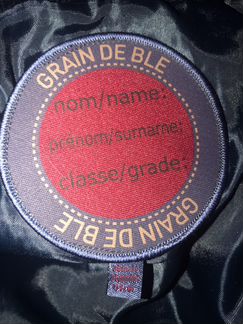 GRAIN DE BLE
nom/name:
prénom/surname:
classe/grade:
GRAIN DE BLE